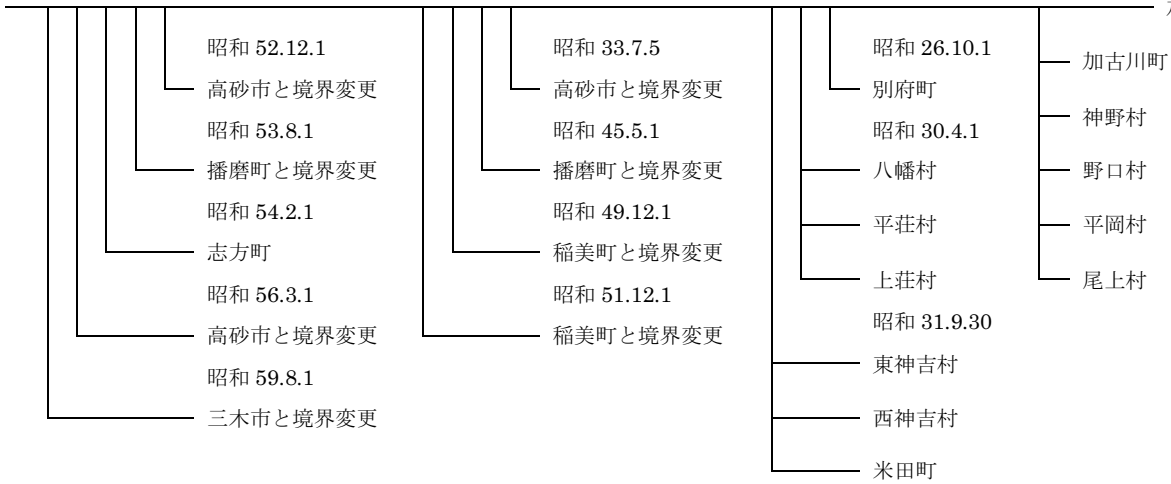 加古川町
神野村
野口村
平岡村
尾上村
昭和 26.10.1
別府町
昭和 30.4.1
八幡村
平荘村
上荘村
昭和 31.9.30
東神吉村
西神吉村
米田町
昭和 33.7.5
高砂市と境界変更
昭和 45.5.1
播磨町と境界変更
昭和 49.12.1
稲美町と境界変更
昭和 51.12.1
稲美町と境界変更
昭和 52.12.1
高砂市と境界変更
昭和 53.8.1
播磨町と境界変更
昭和 54.2.1
志方町
昭和 56.3.1
高砂市と境界変更
昭和 59.8.1
三木市と境界変更